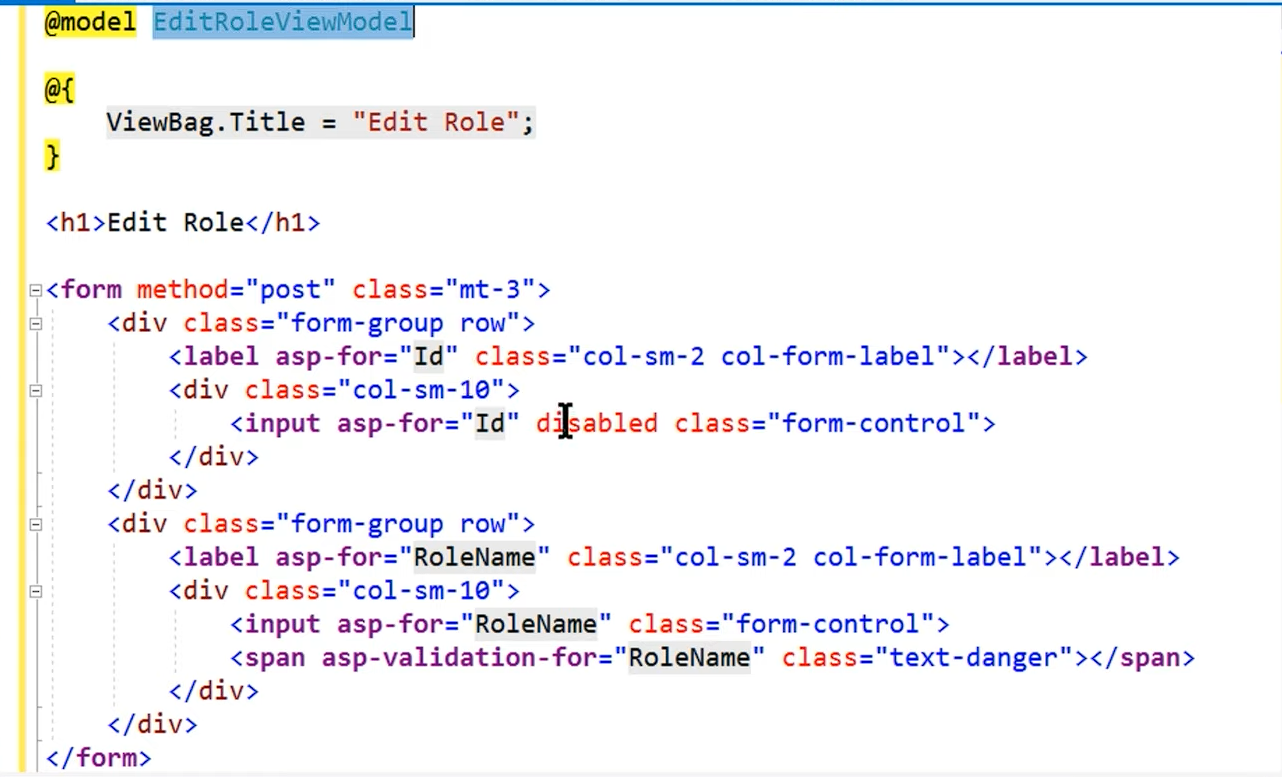 @model EditRoleViewModel
@{
ViewBag.Title = "Edit Role";
}
<h1>Edit Role</h1>
<form method="post" class="mt-3">
<div class="form-group row">
<label asp-for="Id" class="col-sm-2 col-form-label"></label>
<div class="col-sm-10">
<input asp-for="Id" disabled class="form-control">
</div>
</div>
<div class="form-group row">
<label asp-for="RoleName" class="col-sm-2 col-form-label"></label>
<div class="col-sm-10">
<input asp-for="RoleName" class="form-control">
<span asp-validation-for="RoleName" class="text-danger"></span>
</div>
</div>
</form>